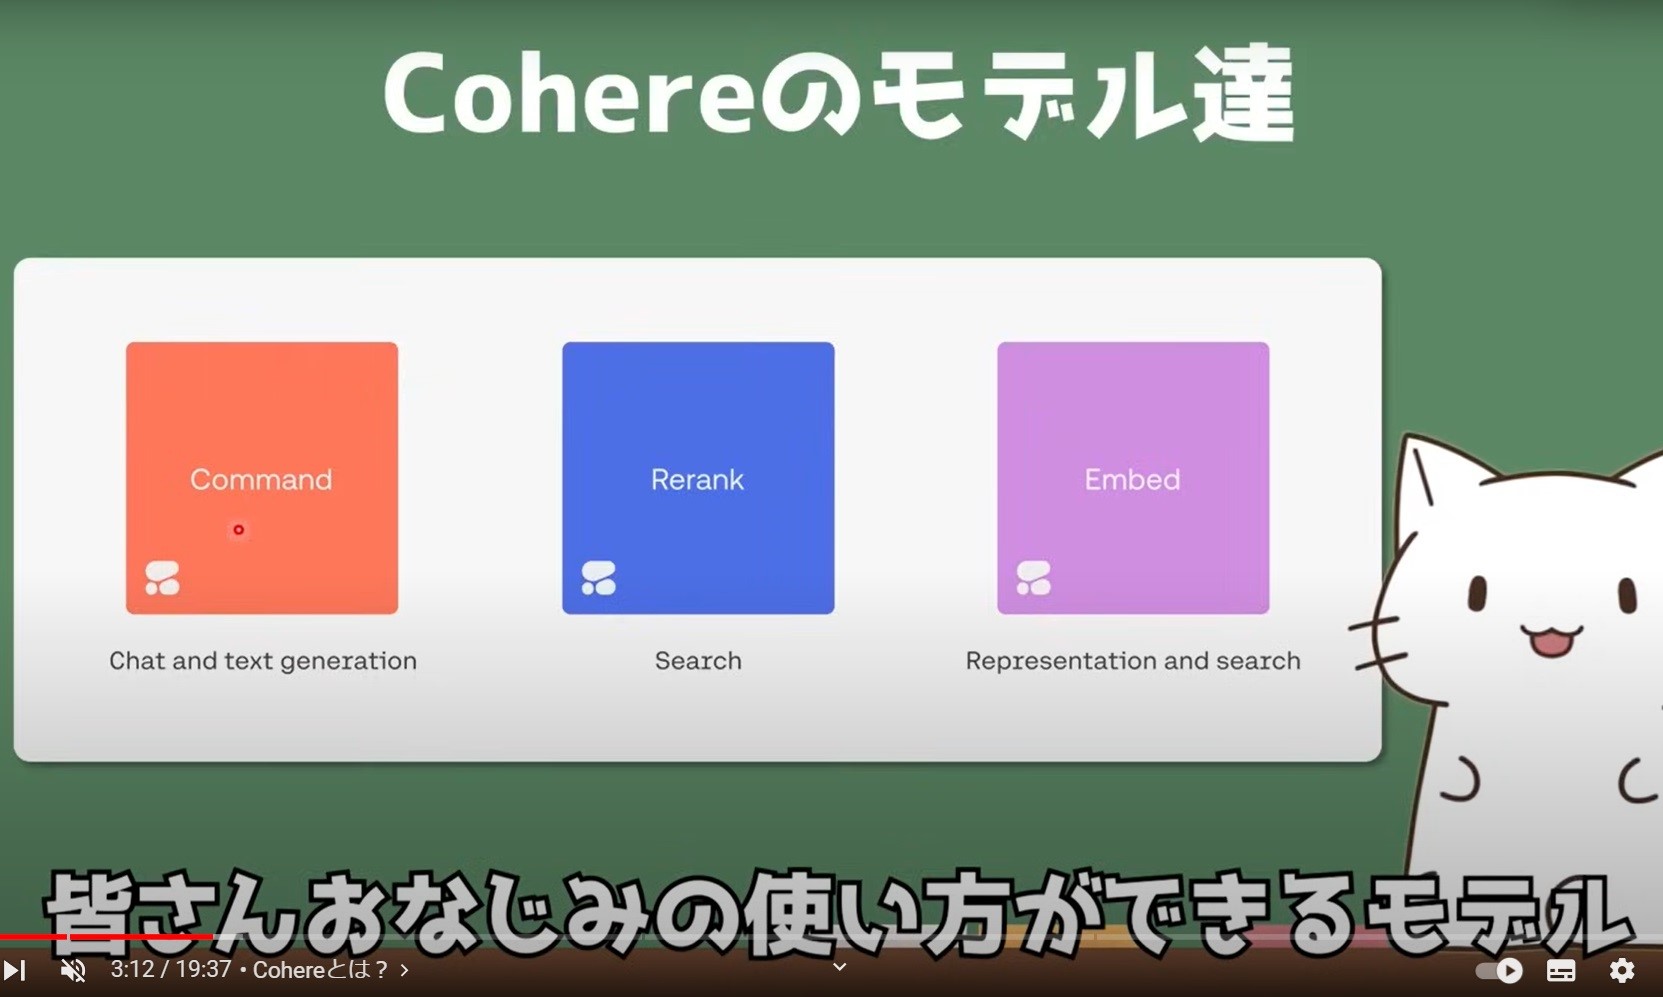 Cohereのモデル達
Command
Rerank
Embed
Chat and text generation
Search
Representation and search
皆さんおなじみの使い方ができるモデル
3:12 / 19:37 • Cohereとは？ ›